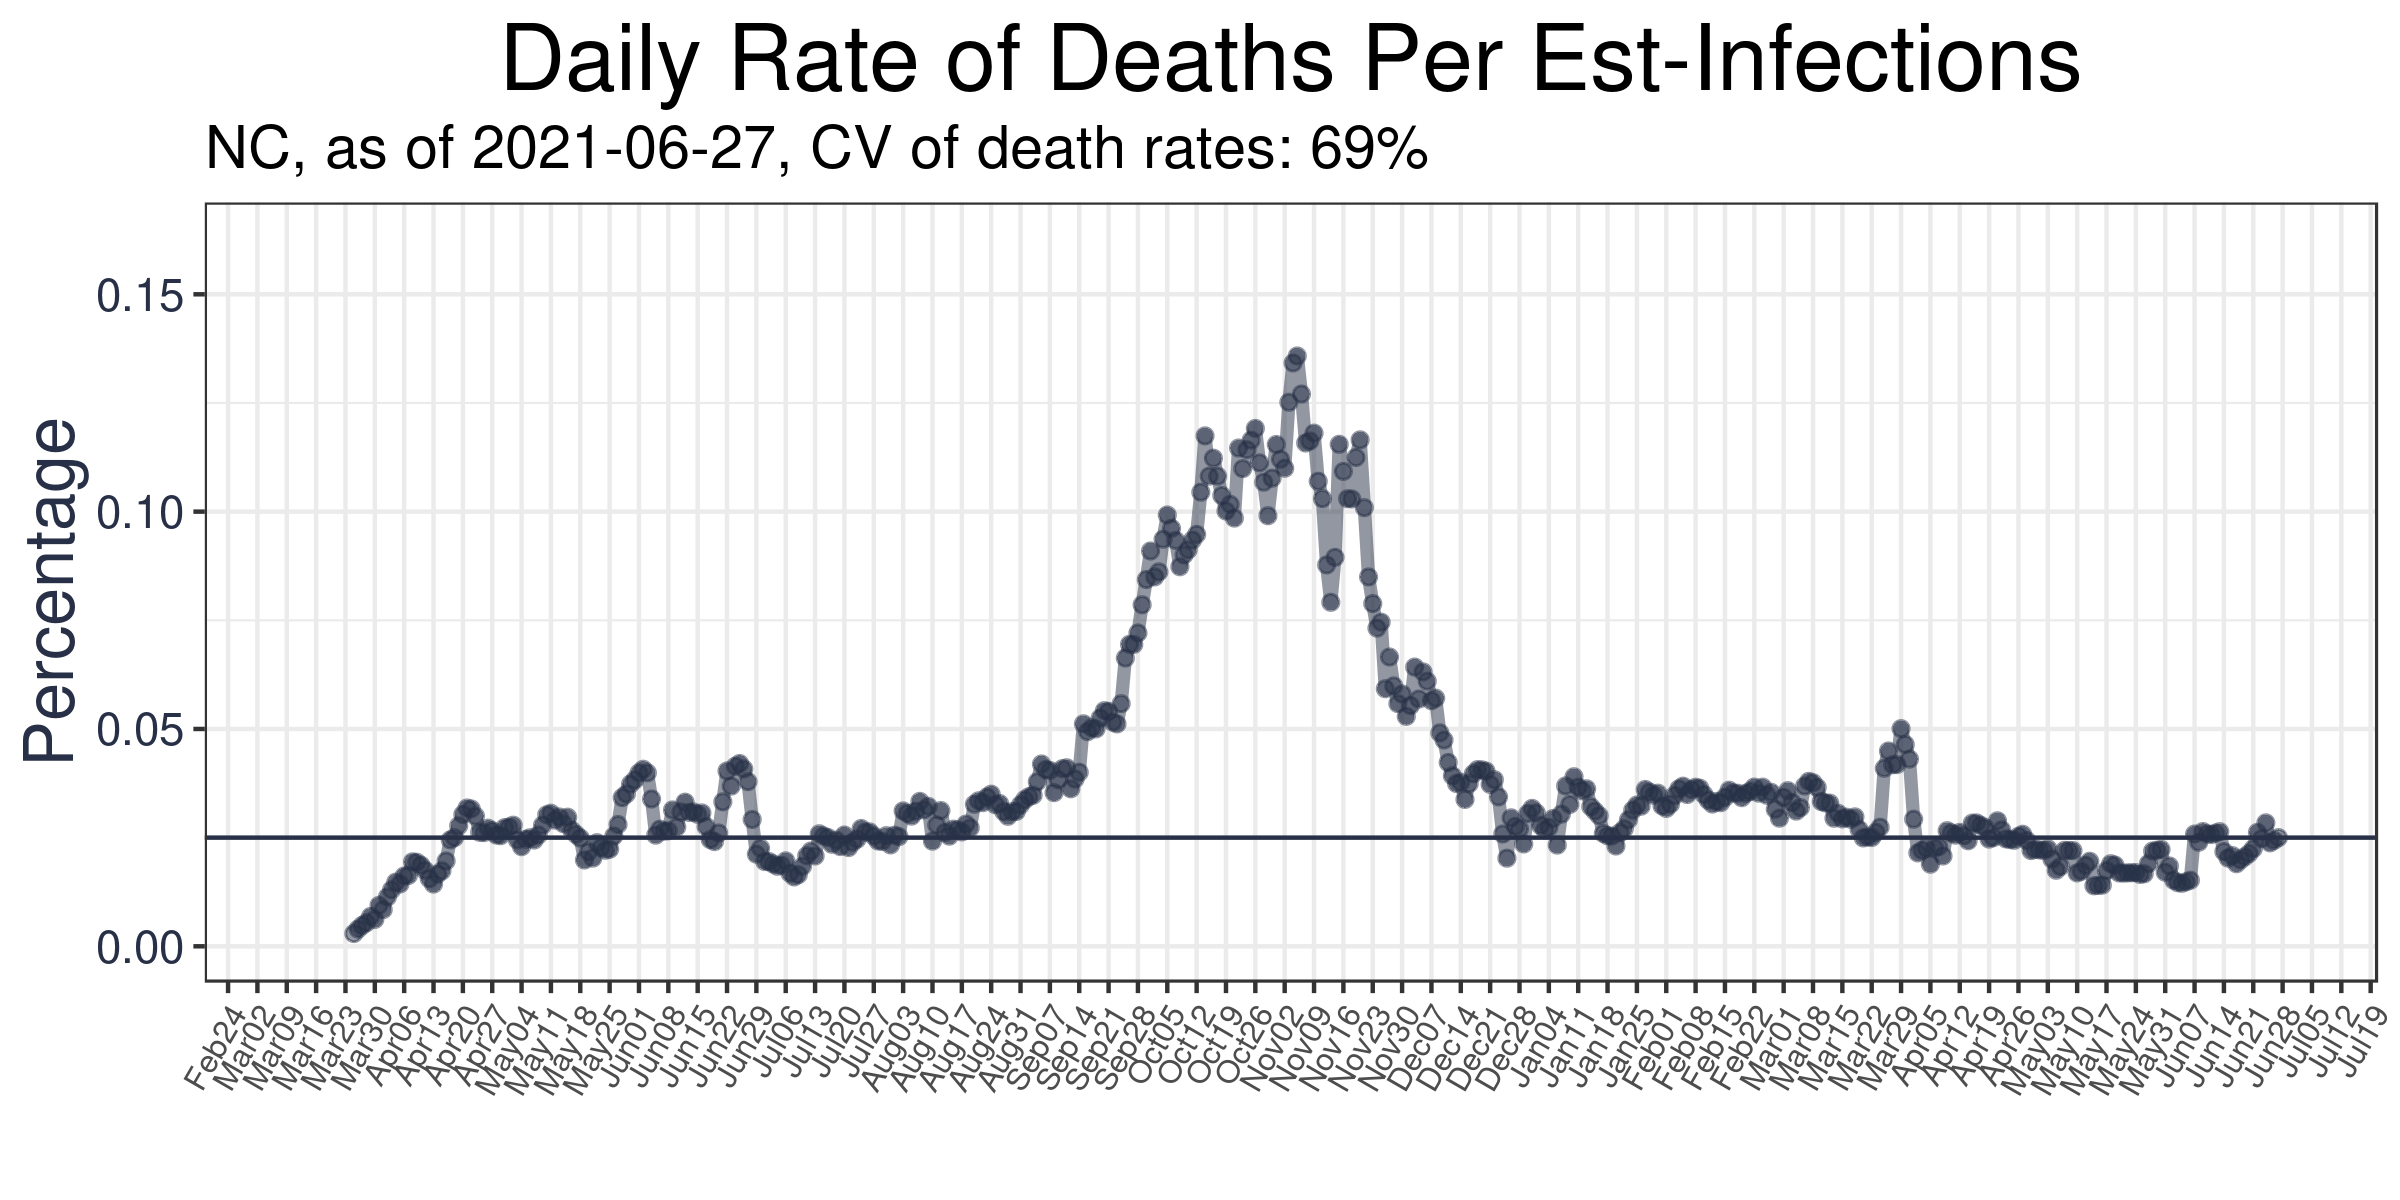 Daily Rate of Deaths Per Est-Infections
NC, as of 2021-06-27, CV of death rates: 69%
Percentage
0.15
0.10
0.05
0.00
Feb24
Mar02
Mar09
Mar16
Mar23
Mar30
Apr06
Apr13
Apr20
Apr27
May04
May11
May18
May25
Jun01
Jun08
Jun15
Jun22
Jun29
Jul06
Jul13
Jul20
Jul27
Aug03
Aug10
Aug17
Aug24
Aug31
Sep07
Sep14
Sep21
Sep28
Oct05
Oct12
Oct19
Oct26
Nov02
Nov09
Nov16
Nov23
Nov30
Dec07
Dec14
Dec21
Dec28
Jan04
Jan11
Jan18
Jan25
Feb01
Feb08
Feb15
Feb22
Mar01
Mar08
Mar15
Mar22
Mar29
Apr05
Apr12
Apr19
Apr26
May03
May10
May17
May24
May31
Jun07
Jun14
Jun21
Jun28
Jul05
Jul12
Jul19